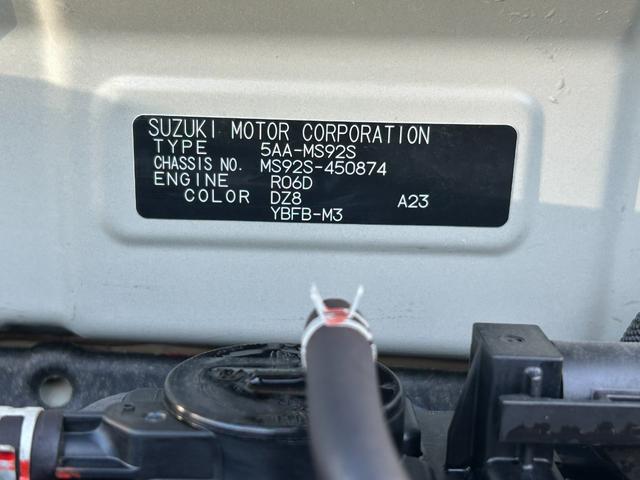 SUZUKI MOTOR CORPORATION
TYPE 5AA-MS92S
CHASSIS NO. MS92S-450874
ENGINE R06D
COLOR DZ8 A23
YBFB-M3